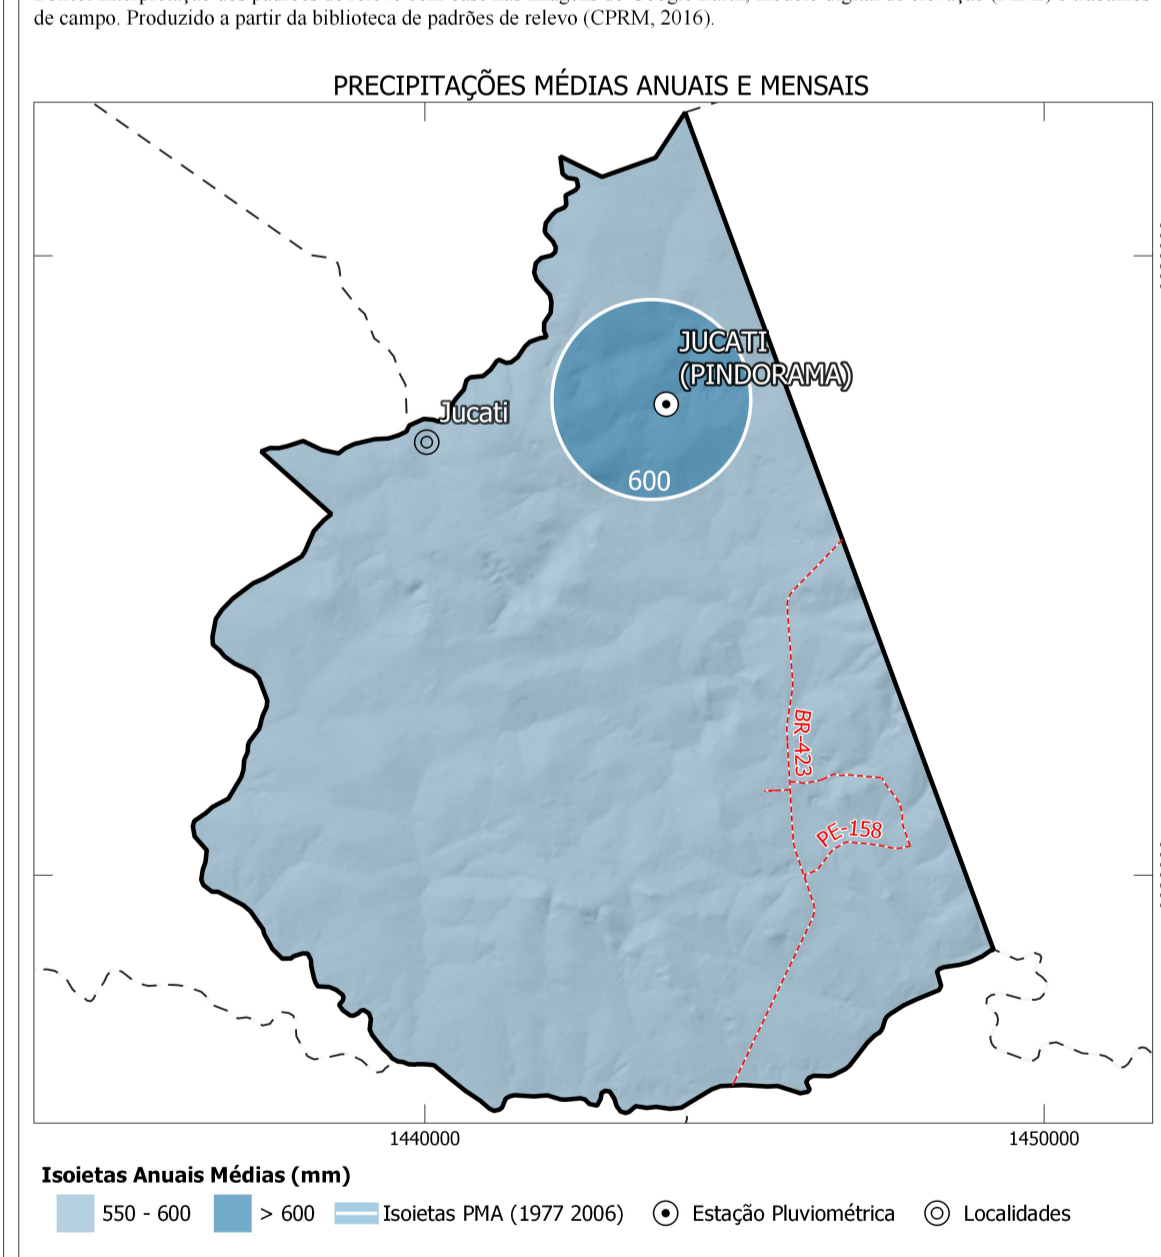 de campo. Produzido a partir da biblioteca de padrões de relevo (CPRM, 2016).
PRECIPITAÇÕES MÉDIAS ANUAIS E MENSAIS
JUCATI
(PINDORAMA)
Jucati
600
BR-423
PE-158
1440000
1450000
Isoietas Anuais Médias (mm)
550 - 600
> 600
Isoietas PMA (1977 2006)
Estação Pluviométrica
Localidades